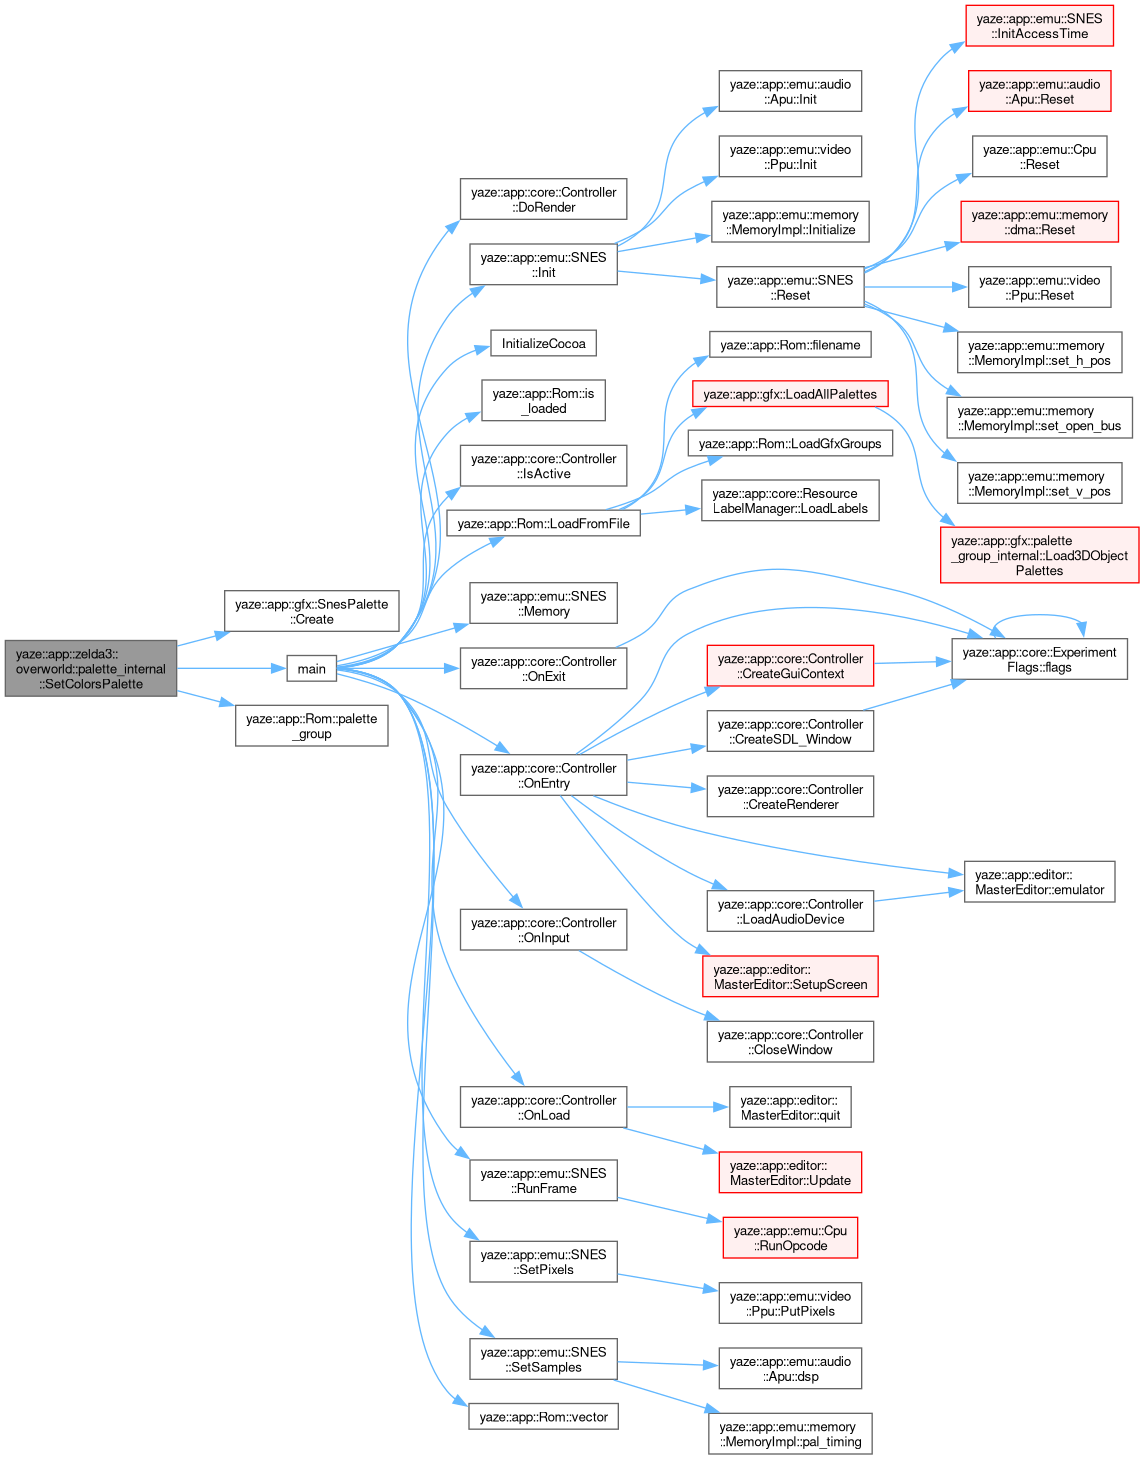 yaze::app::zelda3::
overworld::palette_internal
::SetColorsPalette
yaze::app::gfx::SnesPalette
::Create
main
yaze::app::Rom::palette
_group
yaze::app::core::Controller
::DoRender
yaze::app::emu::SNES
::Init
InitializeCocoa
yaze::app::Rom::is
_loaded
yaze::app::core::Controller
::IsActive
yaze::app::Rom::LoadFromFile
yaze::app::emu::SNES
::Memory
yaze::app::core::Controller
::OnExit
yaze::app::core::Controller
::OnEntry
yaze::app::core::Controller
::OnInput
yaze::app::core::Controller
::OnLoad
yaze::app::emu::SNES
::RunFrame
yaze::app::emu::SNES
::SetPixels
yaze::app::emu::SNES
::SetSamples
yaze::app::Rom::vector
yaze::app::emu::audio
::Apu::Init
yaze::app::emu::video
::Ppu::Init
yaze::app::emu::memory
::MemoryImpl::Initialize
yaze::app::emu::SNES
::Reset
yaze::app::Rom::filename
yaze::app::gfx::LoadAllPalettes
yaze::app::Rom::LoadGfxGroups
yaze::app::core::Resource
LabelManager::LoadLabels
yaze::app::core::Controller
::CreateGuiContext
yaze::app::core::Controller
::CreateSDL_Window
yaze::app::core::Controller
::CreateRenderer
yaze::app::core::Controller
::LoadAudioDevice
yaze::app::editor::
MasterEditor::SetupScreen
yaze::app::core::Controller
::CloseWindow
yaze::app::editor::
MasterEditor::quit
yaze::app::editor::
MasterEditor::Update
yaze::app::emu::Cpu
::RunOpcode
yaze::app::emu::video
::Ppu::PutPixels
yaze::app::emu::audio
::Apu::dsp
yaze::app::emu::memory
::MemoryImpl::pal_timing
yaze::app::emu::SNES
::InitAccessTime
yaze::app::emu::audio
::Apu::Reset
yaze::app::emu::Cpu
::Reset
yaze::app::emu::memory
::dma::Reset
yaze::app::emu::video
::Ppu::Reset
yaze::app::emu::memory
::MemoryImpl::set_h_pos
yaze::app::emu::memory
::MemoryImpl::set_open_bus
yaze::app::emu::memory
::MemoryImpl::set_v_pos
yaze::app::gfx::palette
_group_internal::Load3DObject
Palettes
yaze::app::core::Experiment
Flags::flags
yaze::app::editor::
MasterEditor::emulator